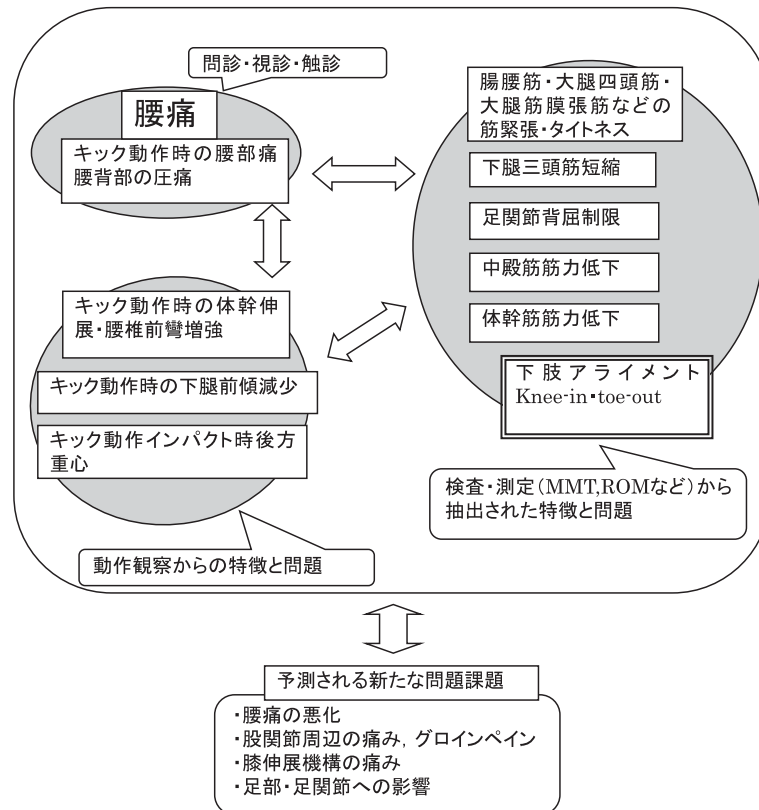 問診・視診・触診
腰痛
キック動作時の腰部痛
腰背部の圧痛
腸腰筋・大腿四頭筋・
大腿筋膜張筋などの
筋緊張・タイトネス
下腿三頭筋短縮
足関節背屈制限
中殿筋筋力低下
体幹筋筋力低下
下肢アライメント
Knee-in・toe-out
キック動作時の体幹伸
展・腰椎前彎増強
キック動作時の下腿前傾減少
キック動作インパクト時後方
重心
検査・測定(MMT,ROMなど)から
抽出された特徴と問題
動作観察からの特徴と問題
予測される新たな問題課題
・腰痛の悪化
・股関節周辺の痛み, グロインペイン
・膝伸展機構の痛み
・足部・足関節への影響